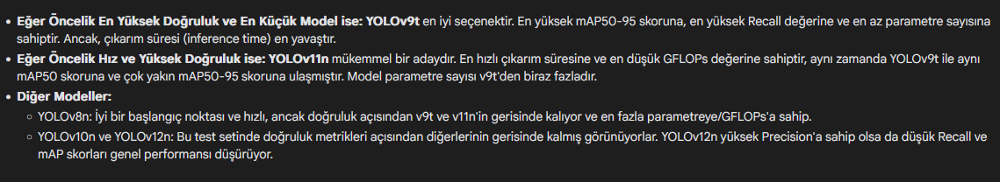 • Eğer Öncelik En Yüksek Doğruluk ve En Küçük Model ise: YOLOv9t en iyi seçenektir. En yüksek mAP50-95 skoruna, en yüksek Recall değerine ve en az parametre sayısına
sahiptir. Ancak, çıkarım süresi (inference time) en yavaştır.
• Eğer Öncelik Hız ve Yüksek Doğruluk ise: YOLOv11n mükemmel bir adaydır. En hızlı çıkarım süresine ve en düşük GFLOPs değerine sahiptir, aynı zamanda YOLOv9t ile aynı
mAP50 skoruna ve çok yakın mAP50-95 skoruna ulaşmıştır. Model parametre sayısı v9t'den biraz fazladır.
• Diğer Modeller:
○ YOLOv8n: İyi bir başlangıç noktası ve hızlı, ancak doğruluk açısından v9t ve v11n'in gerisinde kalıyor ve en fazla parametreye/GFLOPs'a sahip.
○ YOLOv10n ve YOLOv12n: Bu test setinde doğruluk metrikleri açısından diğerlerinin gerisinde kalmış görünüyorlar. YOLOv12n yüksek Precision'a sahip olsa da düşük Recall ve
mAP skorları genel performansı düşürüyor.